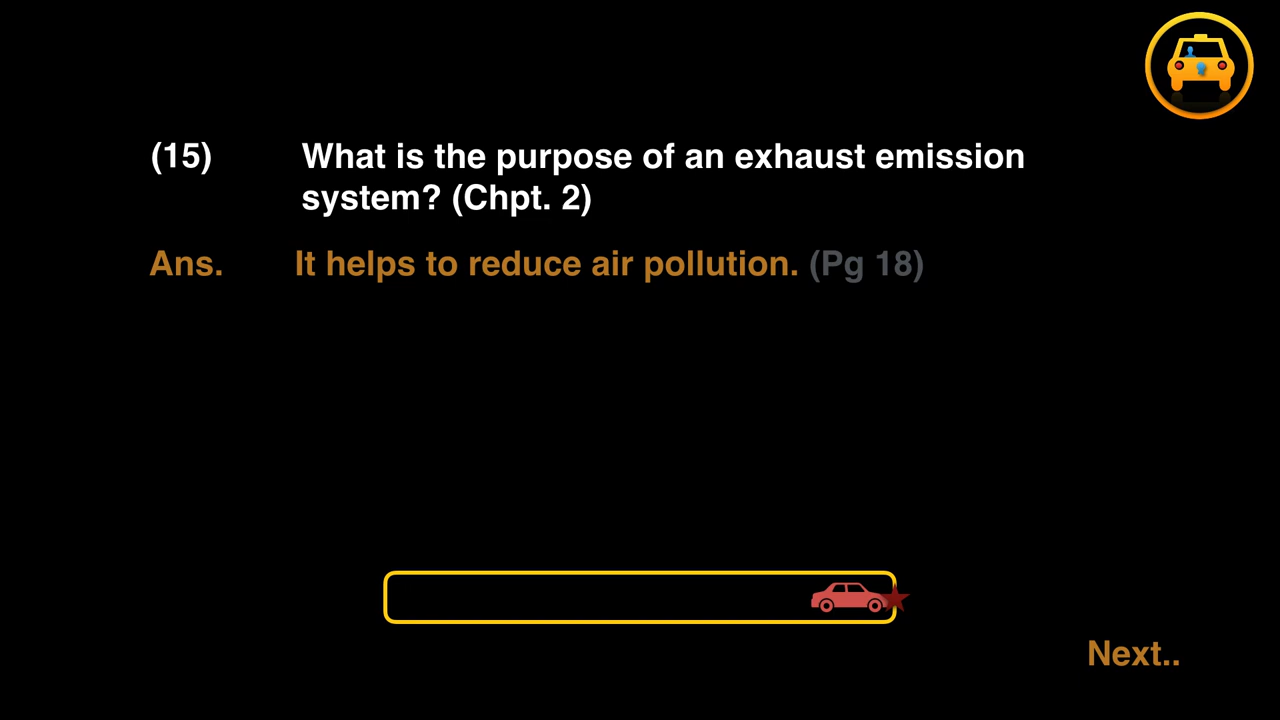 (15) What is the purpose of an exhaust emission
system? (Chpt. 2)
Ans. It helps to reduce air pollution. (Pg 18)
Next..